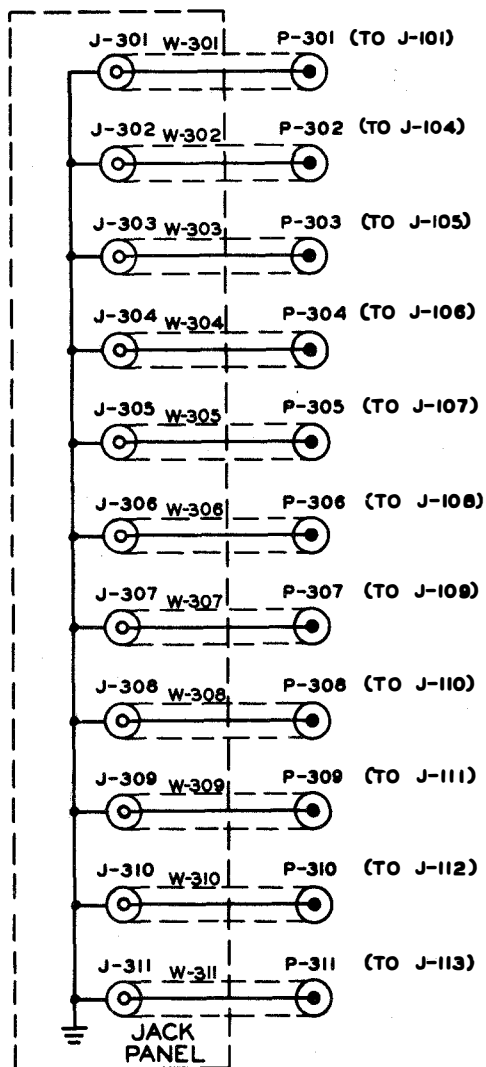 J-301 W-301 P-301 (TO J-101)
J-302 W-302 P-302 (TO J-104)
J-303 W-303 P-303 (TO J-105)
J-304 W-304 P-304 (TO J-106)
J-305 W-305 P-305 (TO J-107)
J-306 W-306 P-306 (TO J-108)
J-307 W-307 P-307 (TO J-109)
J-308 W-308 P-308 (TO J-110)
J-309 W-309 P-309 (TO J-111)
J-310 W-310 P-310 (TO J-112)
J-311 W-311 P-311 (TO J-113)
JACK
PANEL